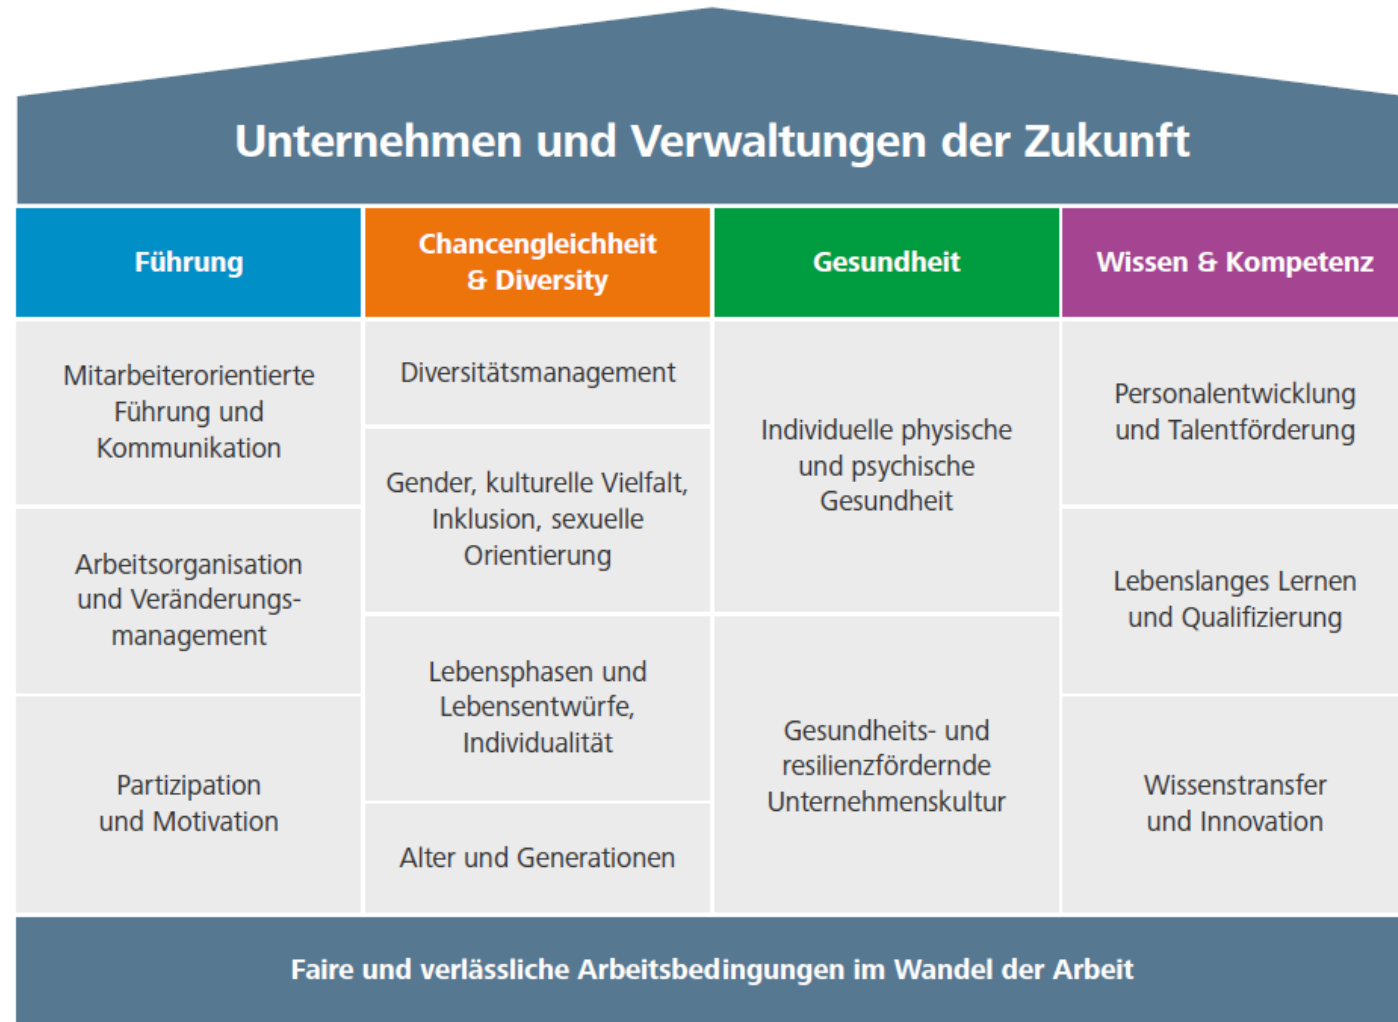 Unternehmen und Verwaltungen der Zukunft
Führung
Chancengleichheit
& Diversity
Gesundheit
Wissen & Kompetenz
Mitarbeiterorientierte
Führung und
Kommunikation
Arbeitsorganisation
und Veränderungs-
management
Partizipation
und Motivation
Diversitätsmanagement
Gender, kulturelle Vielfalt,
Inklusion, sexuelle
Orientierung
Lebensphasen und
Lebensentwürfe,
Individualität
Alter und Generationen
Individuelle physische
und psychische
Gesundheit
Gesundheits- und
resilienzfördernde
Unternehmenskultur
Personalentwicklung
und Talentförderung
Lebenslanges Lernen
und Qualifizierung
Wissenstransfer
und Innovation
Faire und verlässliche Arbeitsbedingungen im Wandel der Arbeit